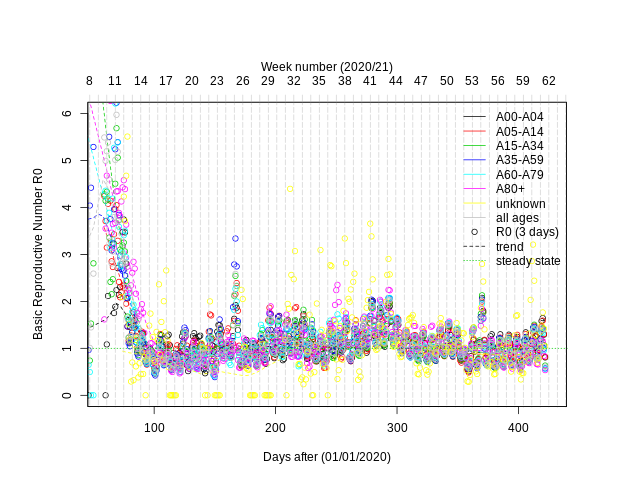 Week number (2020/21)
8 11 14 17 20 23 26 29 32 35 38 41 44 47 50 53 56 59 62
6
5
4
3
2
1
0
Basic Reproductive Number R0
A00-A04
A05-A14
A15-A34
A35-A59
A60-A79
A80+
unknown
all ages
R0 (3 days)
trend
steady state
100 200 300 400
Days after (01/01/2020)